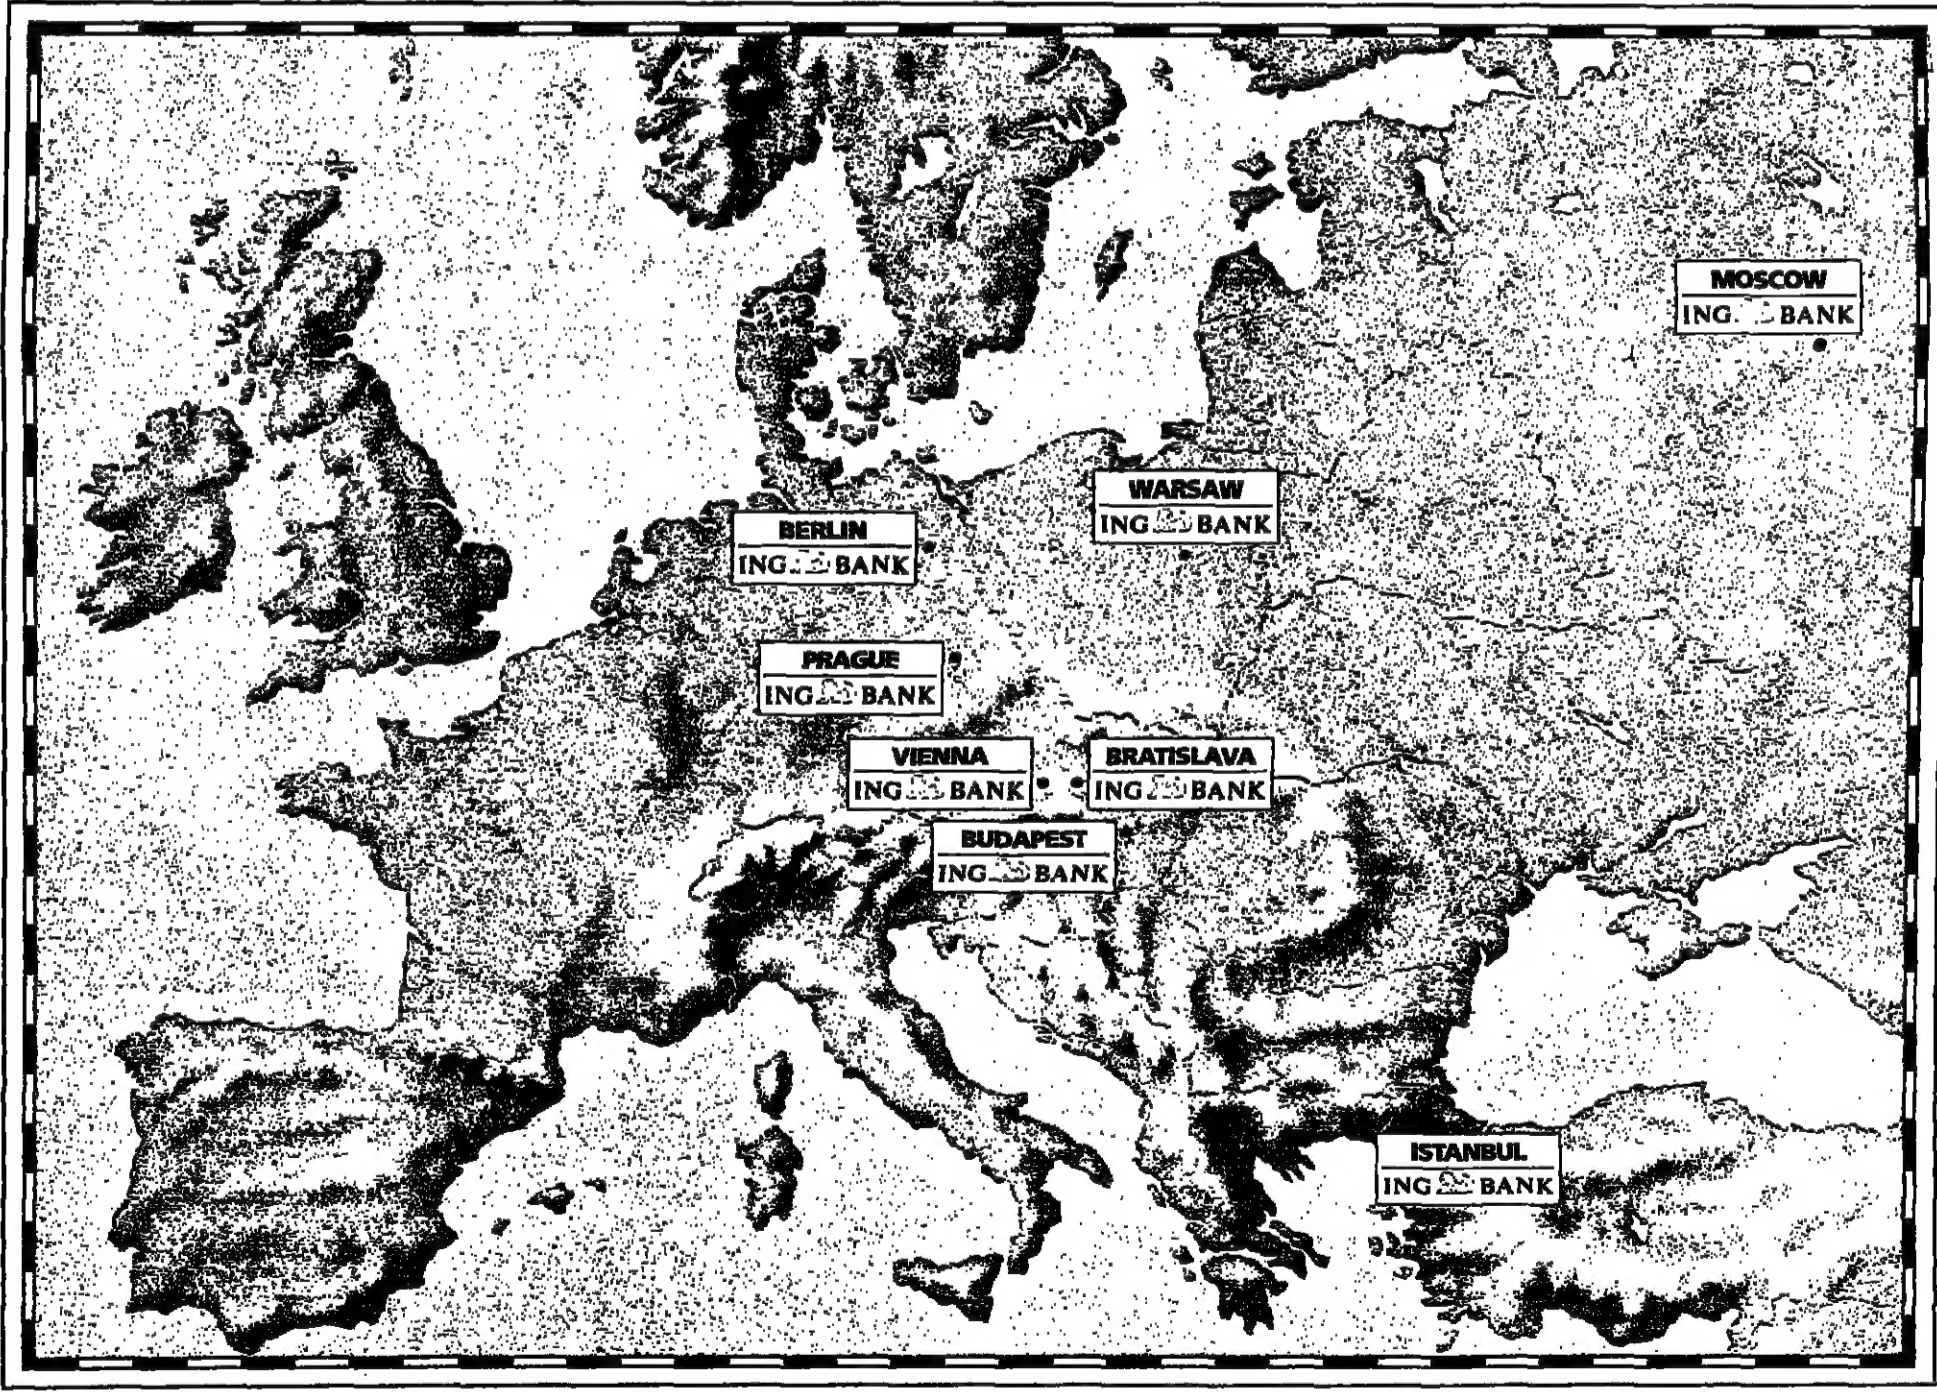 MOSCOW
ING BANK
WARSAW
ING BANK
BERLIN
ING BANK
PRAGUE
ING BANK
VIENNA
ING BANK
BRATISLAVA
ING BANK
BUDAPEST
ING BANK
ISTANBUL
ING BANK